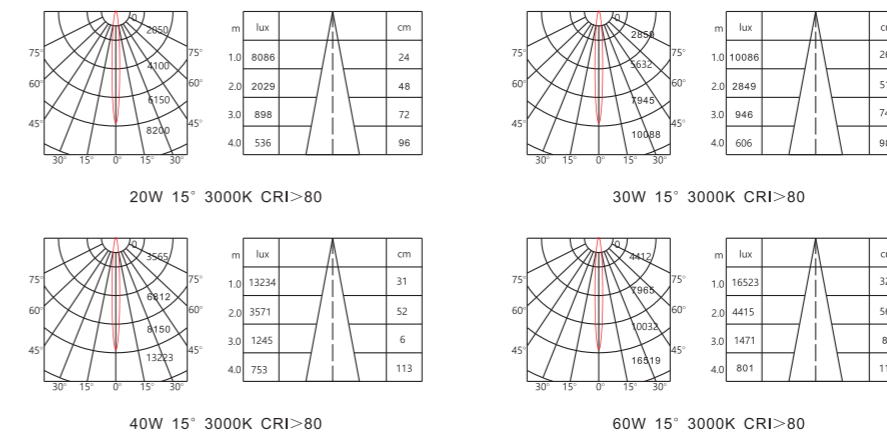 0
2050
4100
6150
8200
75° 75°
60° 60°
45° 45°
30° 15° 0° 15° 30°
m lux cm
1.0 8086 24
2.0 2029 48
3.0 898 72
4.0 536 96
20W 15° 3000K CRI>80
0
2850
5632
7945
10088
75° 75°
60° 60°
45° 45°
30° 15° 0° 15° 30°
m lux
1.0 10086
2.0 2849
3.0 946
4.0 606
30W 15° 3000K CRI>80
0
3565
6812
8150
13223
75° 75°
60° 60°
45° 45°
30° 15° 0° 15° 30°
m lux cm
1.0 13234 31
2.0 3571 52
3.0 1245 6
4.0 753 113
40W 15° 3000K CRI>80
0
4412
7965
10032
16519
75° 75°
60° 60°
45° 45°
30° 15° 0° 15° 30°
m lux
1.0 16523
2.0 4415
3.0 1471
4.0 801
60W 15° 3000K CRI>80